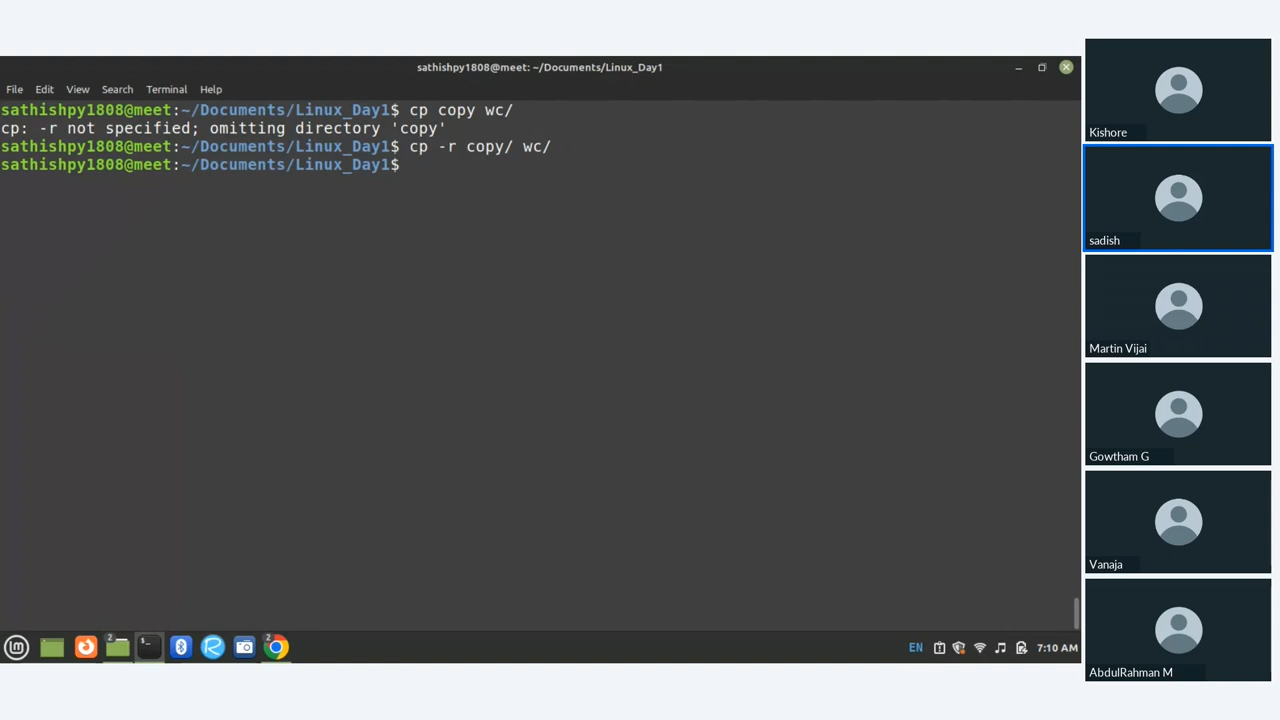 sathishpy1808@meet: ~/Documents/Linux_Day1
File Edit View Search Terminal Help
sathishpy1808@meet:~/Documents/Linux_Day1$ cp copy wc/
cp: -r not specified; omitting directory 'copy'
sathishpy1808@meet:~/Documents/Linux_Day1$ cp -r copy/ wc/
sathishpy1808@meet:~/Documents/Linux_Day1$
2
2
EN
7:10 AM
Kishore
sadish
Martin Vijai
Gowtham G
Vanaja
AbdulRahman M